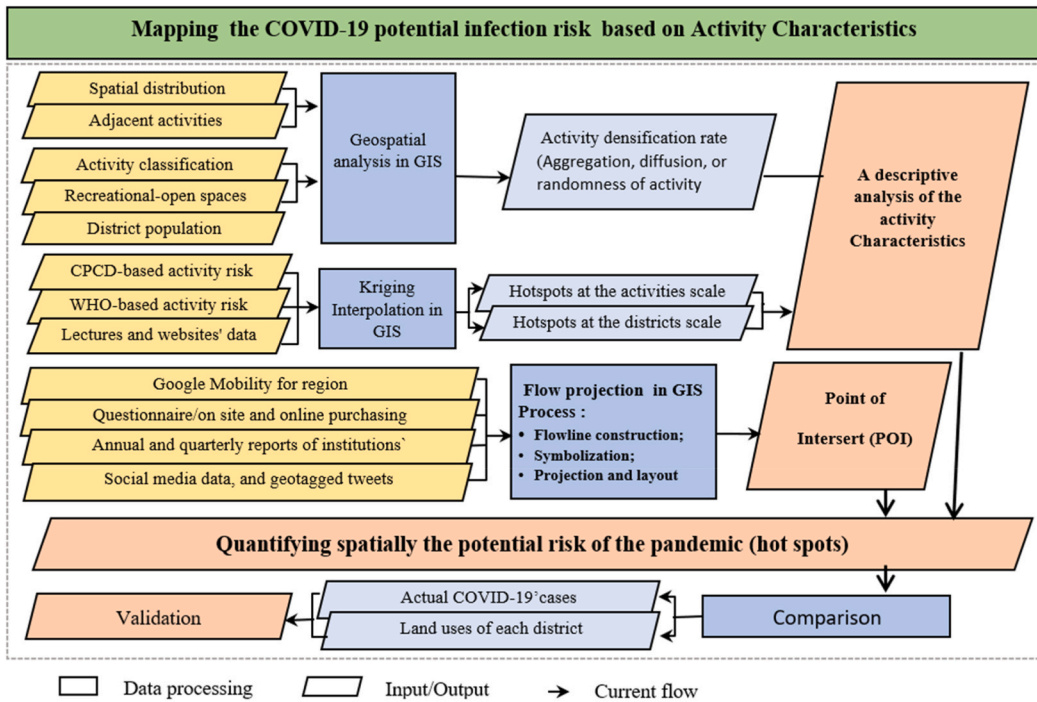 Mapping the COVID-19 potential infection risk based on Activity Characteristics
Spatial distribution
Adjacent activities
Activity classification
Recreational-open spaces
District population
Geospatial
analysis in GIS
Activity densification rate
(Aggregation, diffusion, or
randomness of activity
A descriptive
analysis of the
activity
Characteristics
CPCD-based activity risk
WHO-based activity risk
Lectures and websites' data
Kriging
Interpolation in
GIS
Hotspots at the activities scale
Hotspots at the districts scale
Google Mobility for region
Questionnaire/on site and online purchasing
Annual and quarterly reports of institutions`
Social media data, and geotagged tweets
Flow projection in GIS
Process :
• Flowline construction;
• Symbolization;
• Projection and layout
Point of
Intersert (POI)
Quantifying spatially the potential risk of the pandemic (hot spots)
Validation
Actual COVID-19’cases
Land uses of each district
Comparison
Data processing
Input/Output
Current flow